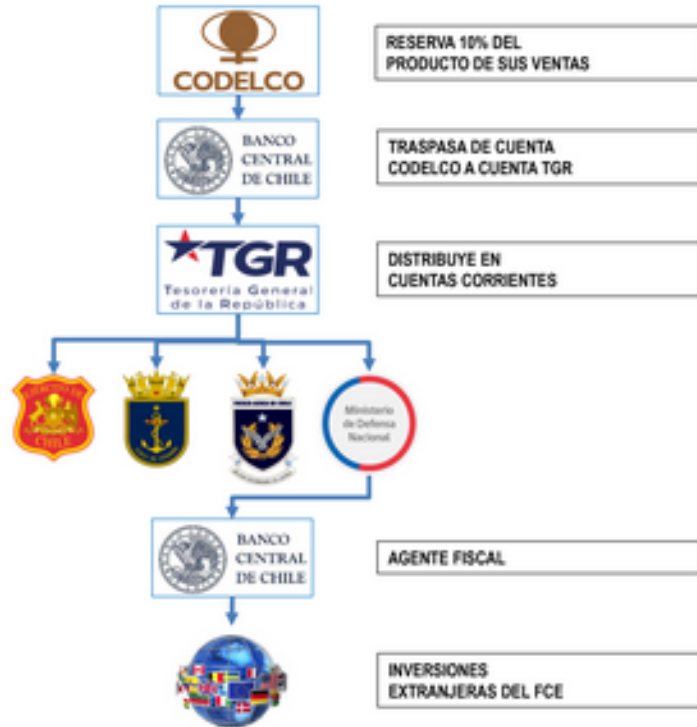 CODELCO
RESERVA 10% DEL
PRODUCTO DE SUS VENTAS
BANCO
CENTRAL
DE CHILE
TRASPASA DE CUENTA
CODELCO A CUENTA TGR
TGR
Tesorería General
de la República
DISTRIBUYE EN
CUENTAS CORRIENTES
EJÉRCITO DE
CHILE
Ministerio
de Defensa
Nacional
BANCO
CENTRAL
DE CHILE
AGENTE FISCAL
INVERSIONES
EXTRANJERAS DEL FCE